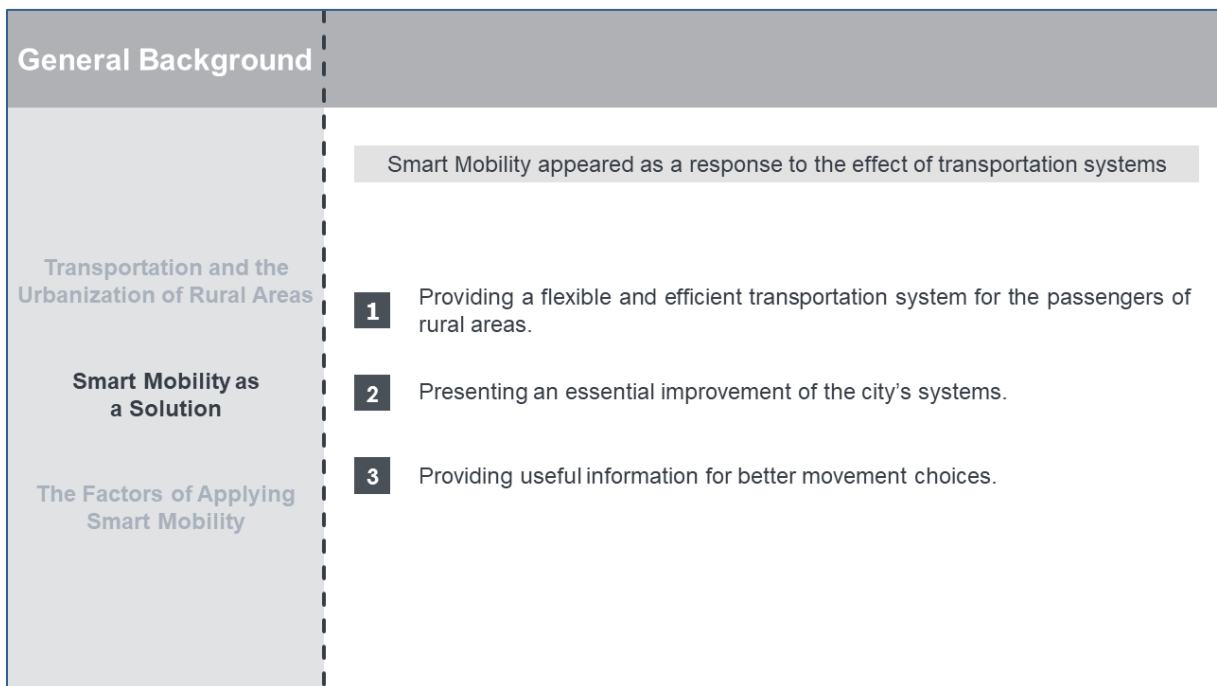 General Background
Transportation and the
Urbanization of Rural Areas
Smart Mobility as
a Solution
The Factors of Applying
Smart Mobility
Smart Mobility appeared as a response to the effect of transportation systems
1 Providing a flexible and efficient transportation system for the passengers of
rural areas.
2 Presenting an essential improvement of the city's systems.
3 Providing useful information for better movement choices.